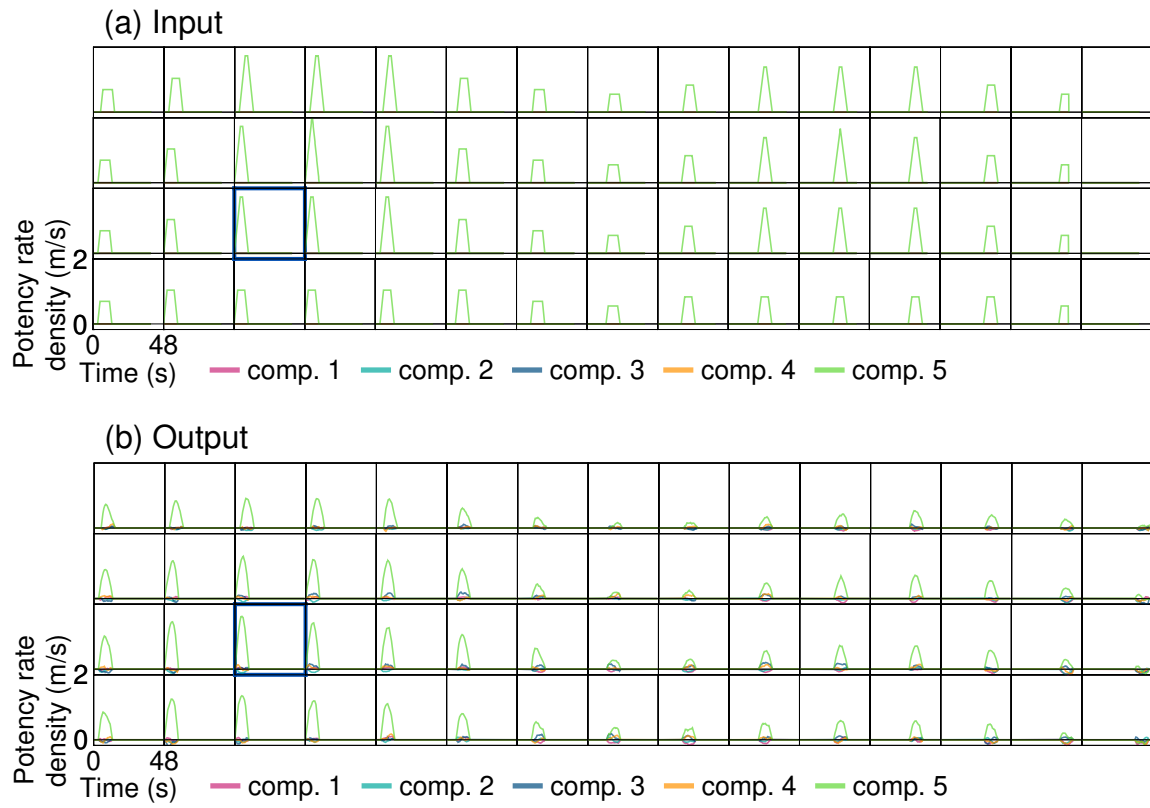 (a) Input
Potency rate
density (m/s)
2
0
0 48
Time (s)
comp. 1 comp. 2 comp. 3 comp. 4 comp. 5
(b) Output
Potency rate
density (m/s)
2
0
0 48
Time (s)
comp. 1 comp. 2 comp. 3 comp. 4 comp. 5